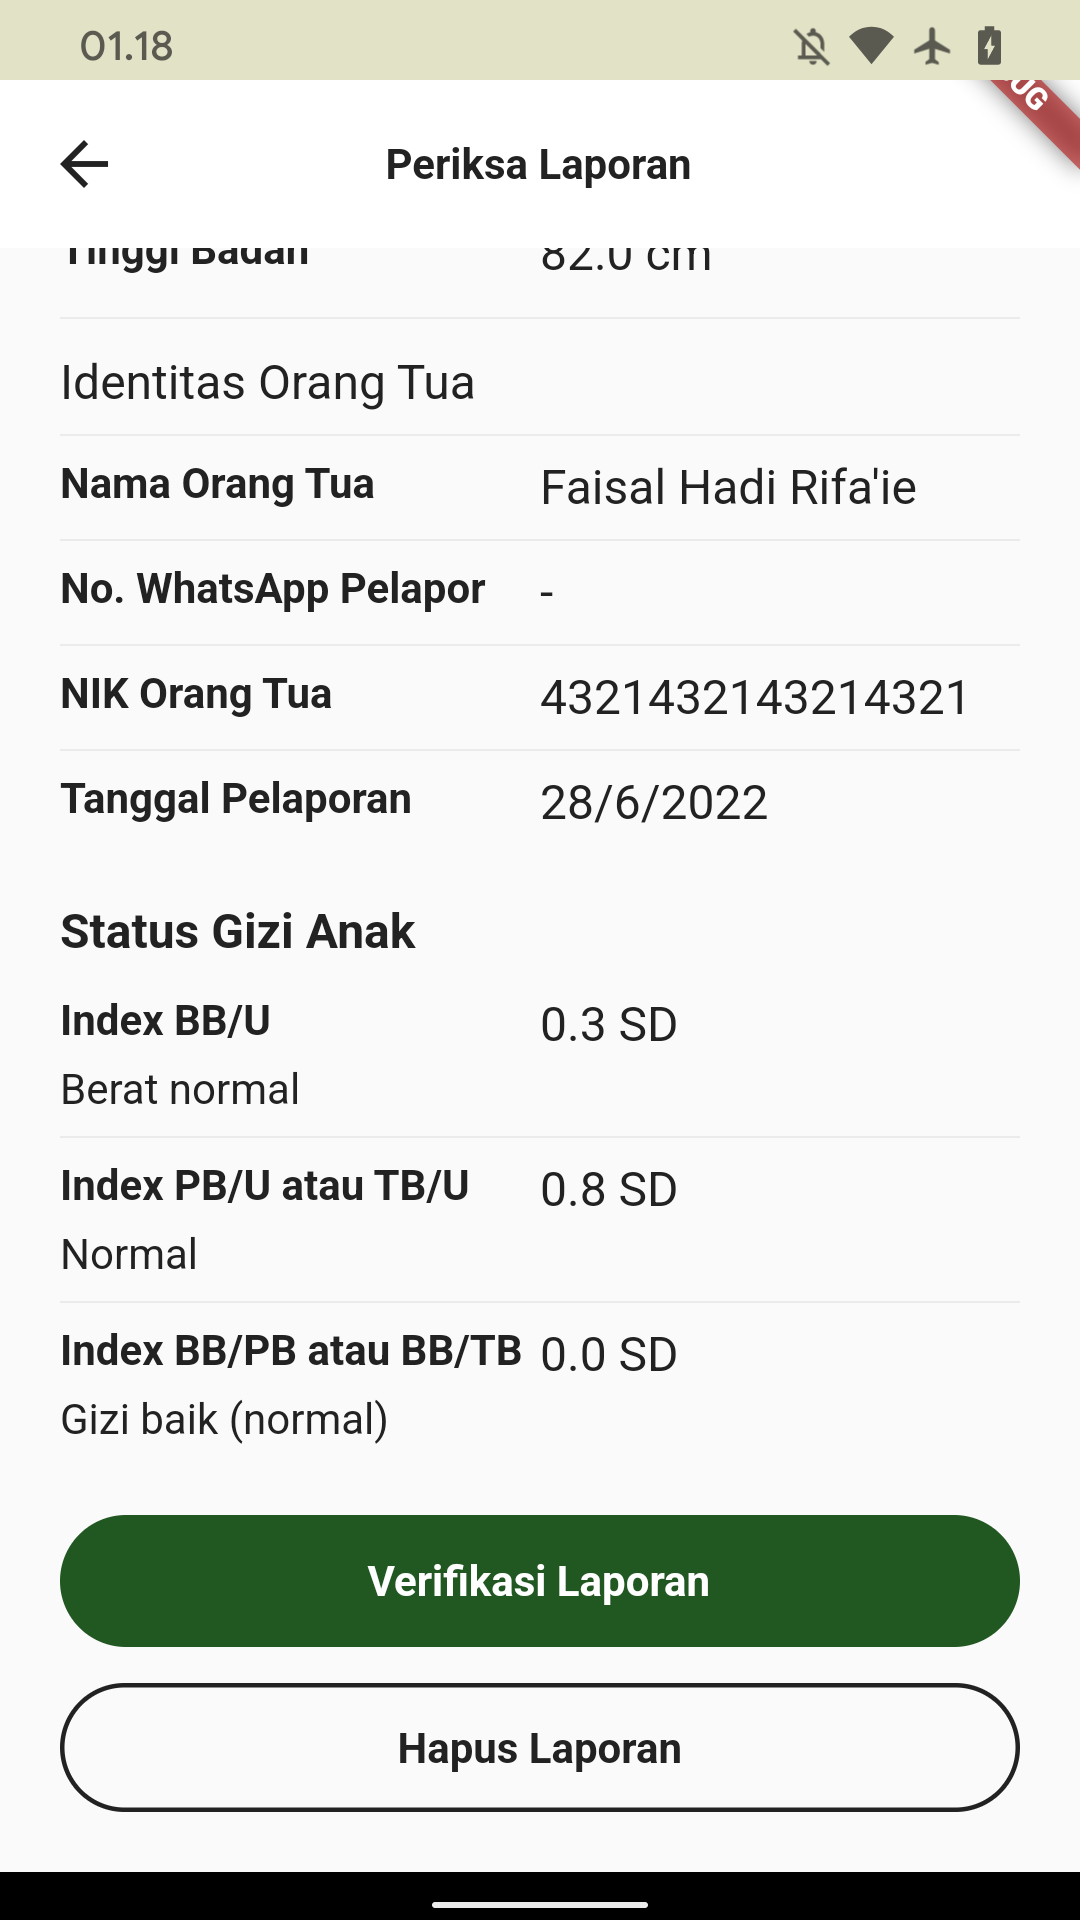 01.18
UG
Periksa Laporan
Tinggi Badan 82.0 cm
Identitas Orang Tua
Nama Orang Tua Faisal Hadi Rifa'ie
No. WhatsApp Pelapor -
NIK Orang Tua 4321432143214321
Tanggal Pelaporan 28/6/2022
Status Gizi Anak
Index BB/U 0.3 SD
Berat normal
Index PB/U atau TB/U 0.8 SD
Normal
Index BB/PB atau BB/TB 0.0 SD
Gizi baik (normal)
Verifikasi Laporan
Hapus Laporan